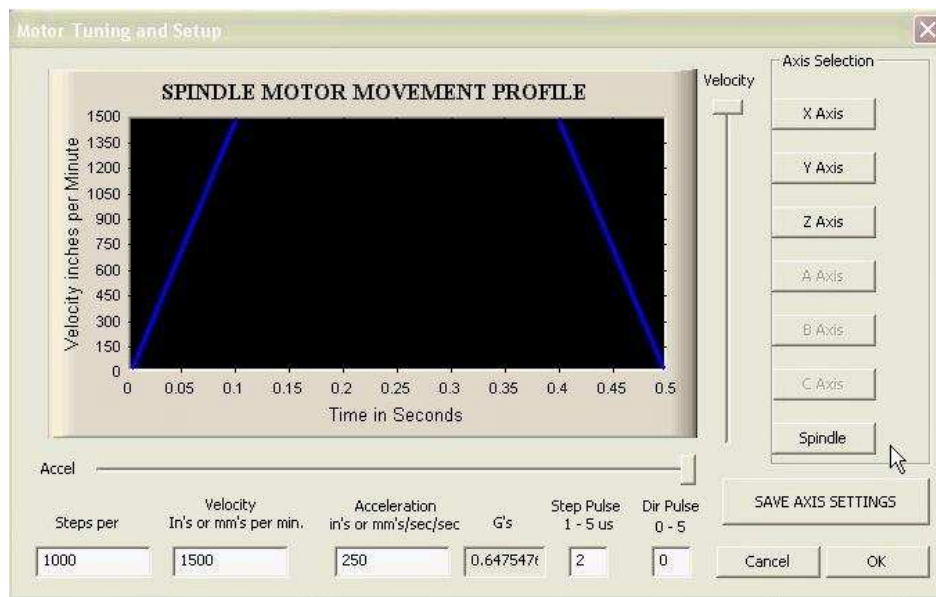 Motor Tuning and Setup
SPINDLE MOTOR MOVEMENT PROFILE
Velocity inches per Minute
1500
1350
1200
1050
900
750
600
450
300
150
0
0 0.05 0.1 0.15 0.2 0.25 0.3 0.35 0.4 0.45 0.5
Time in Seconds
Velocity
Axis Selection
X Axis
Y Axis
Z Axis
A Axis
B Axis
C Axis
Spindle
Accel
Steps per
1000
Velocity
In's or mm's per min.
1500
Acceleration
in's or mm's/sec/sec
250
G's
0.647547
Step Pulse
1 - 5 us
2
Dir Pulse
0 - 5
0
SAVE AXIS SETTINGS
Cancel
OK